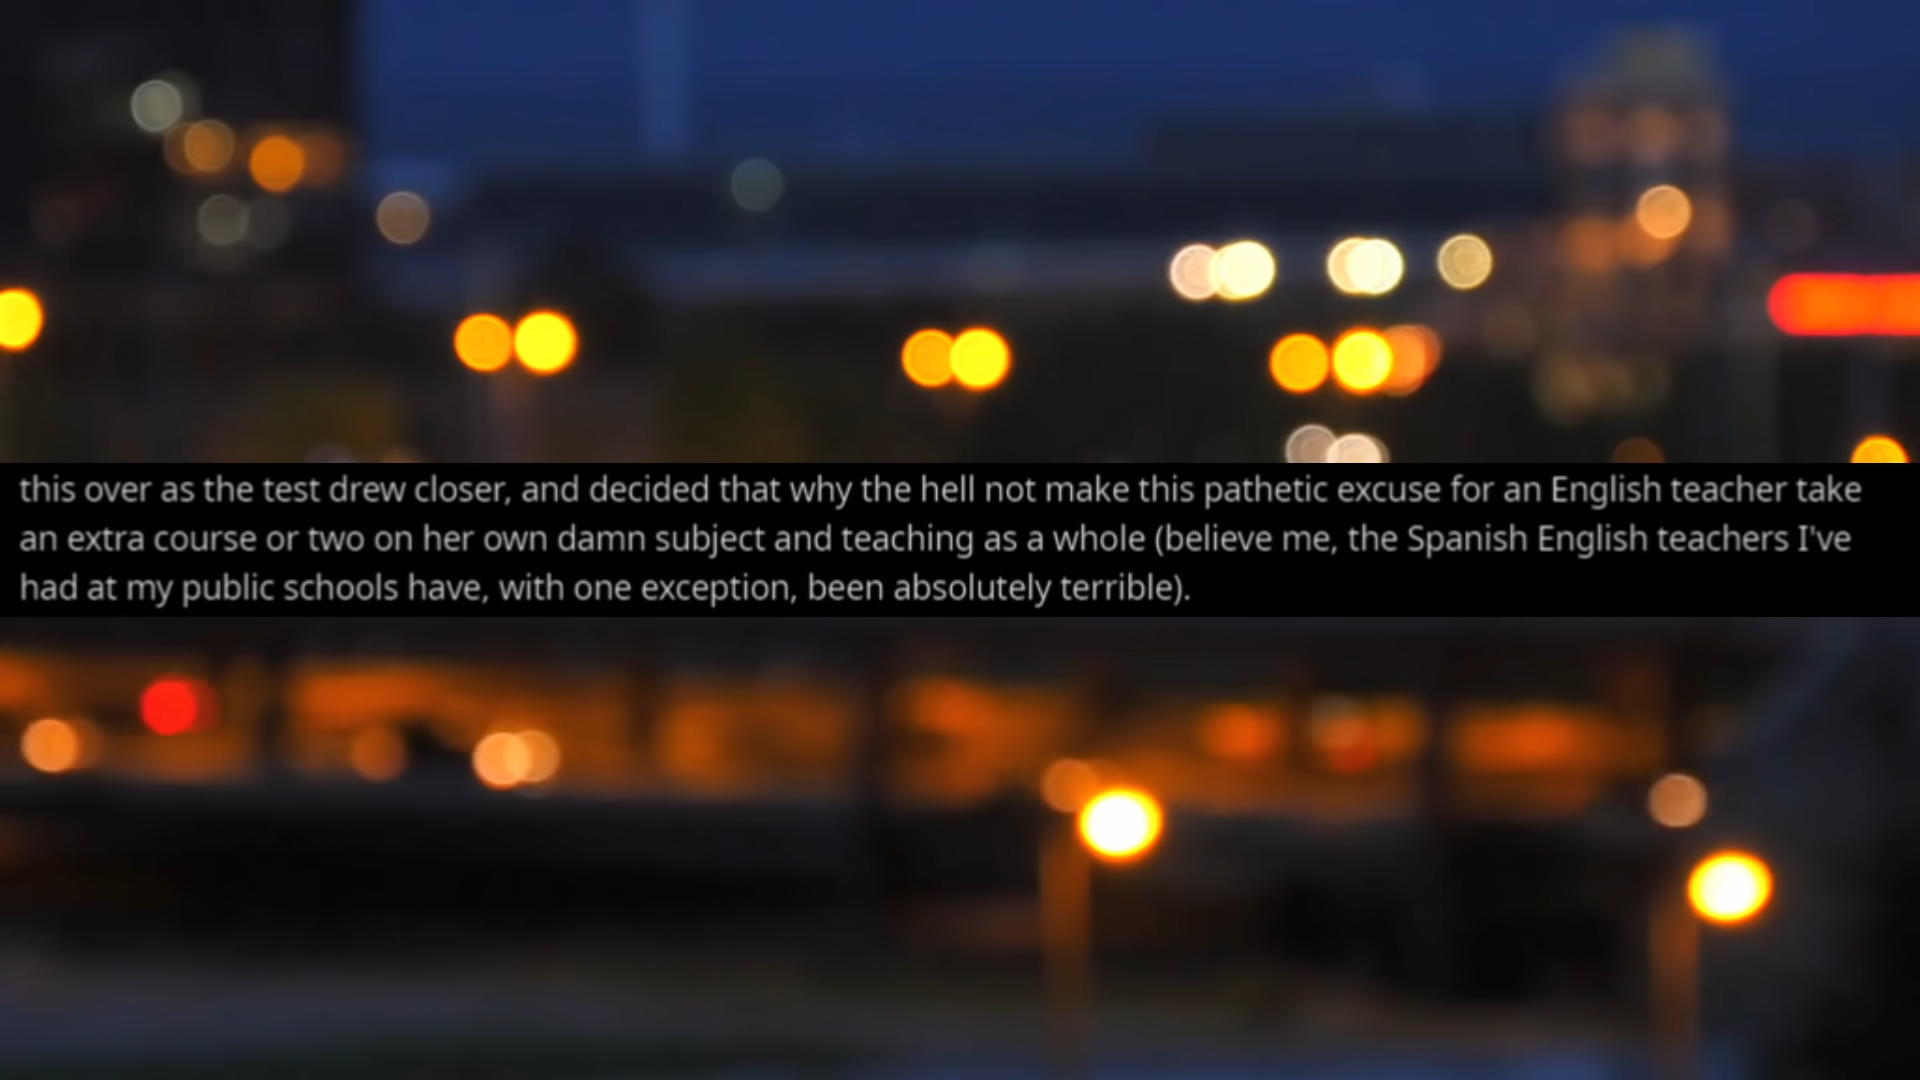 this over as the test drew closer, and decided that why the hell not make this pathetic excuse for an English teacher take
an extra course or two on her own damn subject and teaching as a whole (believe me, the Spanish English teachers I've
had at my public schools have, with one exception, been absolutely terrible).